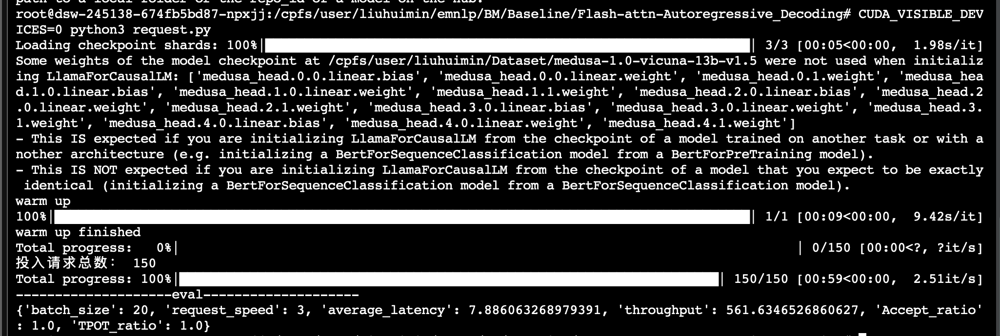 path to a local folder or the repo_id of a model on the hub.
root@dsw-245138-674fb5bd87-npxjj:/cpfs/user/liuhuimin/emnlp/BM/Baseline/Flash-attn-Autoregressive_Decoding# CUDA_VISIBLE_DEV
ICES=0 python3 request.py
Loading checkpoint shards: 100%| | 3/3 [00:05<00:00,  1.98s/it]
Some weights of the model checkpoint at /cpfs/user/liuhuimin/Dataset/medusa-1.0-vicuna-13b-v1.5 were not used when initializ
ing LlamaForCausalLM: ['medusa_head.0.0.linear.bias', 'medusa_head.0.0.linear.weight', 'medusa_head.0.1.weight', 'medusa_hea
d.1.0.linear.bias', 'medusa_head.1.0.linear.weight', 'medusa_head.1.1.weight', 'medusa_head.2.0.linear.bias', 'medusa_head.2
.0.linear.weight', 'medusa_head.2.1.weight', 'medusa_head.3.0.linear.bias', 'medusa_head.3.0.linear.weight', 'medusa_head.3.
1.weight', 'medusa_head.4.0.linear.bias', 'medusa_head.4.0.linear.weight', 'medusa_head.4.1.weight']
- This IS expected if you are initializing LlamaForCausalLM from the checkpoint of a model trained on another task or with a
nother architecture (e.g. initializing a BertForSequenceClassification model from a BertForPreTraining model).
- This IS NOT expected if you are initializing LlamaForCausalLM from the checkpoint of a model that you expect to be exactly
 identical (initializing a BertForSequenceClassification model from a BertForSequenceClassification model).
warm up
100%| | 1/1 [00:09<00:00,  9.42s/it]
warm up finished
Total progress:   0%| | 0/150 [00:00<?, ?it/s]
投入请求总数： 150
Total progress: 100%| | 150/150 [00:59<00:00,  2.51it/s]
--------------------eval--------------------
{'batch_size': 20, 'request_speed': 3, 'average_latency': 7.886063268979391, 'throughput': 561.6346526860627, 'Accept_ratio'
: 1.0, 'TPOT_ratio': 1.0}